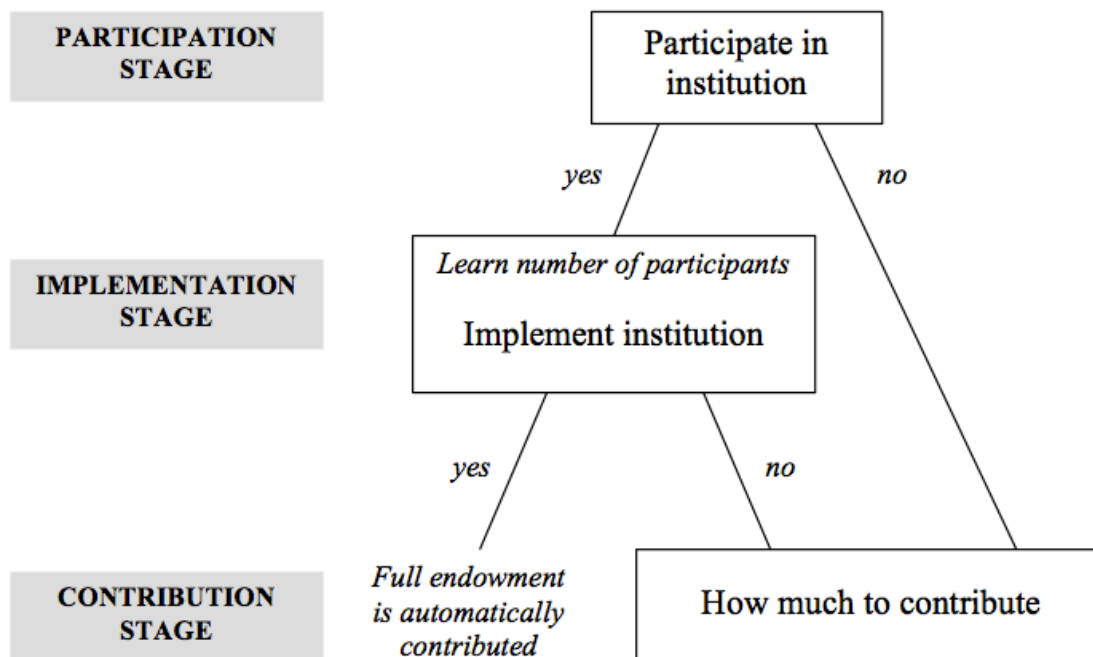 PARTICIPATION
STAGE
Participate in
institution
yes
no
Learn number of participants
IMPLEMENTATION
STAGE
Implement institution
yes
no
Full endowment
is automatically
contributed
How much to contribute
CONTRIBUTION
STAGE